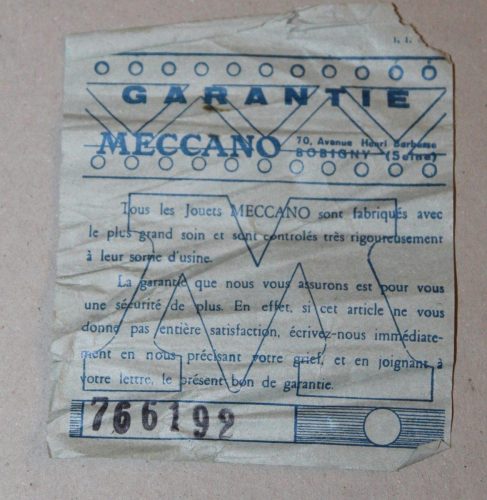 GARANTIE
MECCANO 70, Avenue Henri Barbusse
BOBIGNY (Seine)
Tous les Jouets MECCANO sont fabriqués avec
le plus grand soin et sont contrôlés très rigoureusement
à leur sortie d'usine.
La garantie que nous vous assurons est pour vous
une sécurité de plus. En effet, si cet article ne vous
donne pas entière satisfaction, écrivez-nous immédiate-
ment en nous précisant votre grief, et en joignant à
votre lettre, le présent bon de garantie.
766192